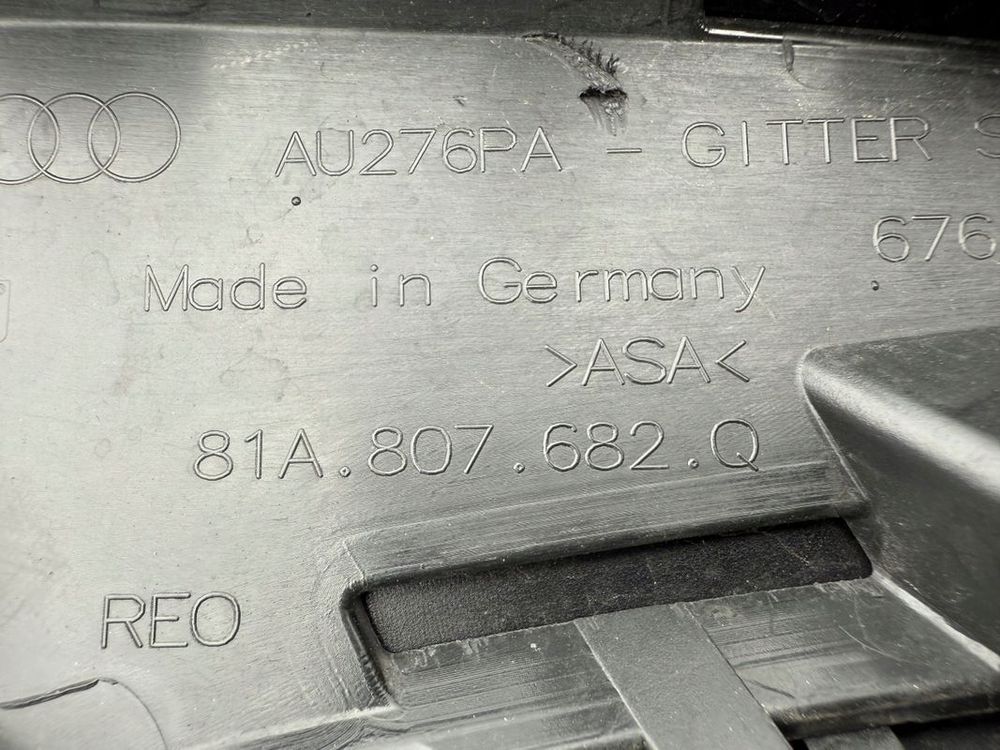 AU276PA - GITTER S
676
Made in Germany
>ASA<
81A.807.682.Q
REO